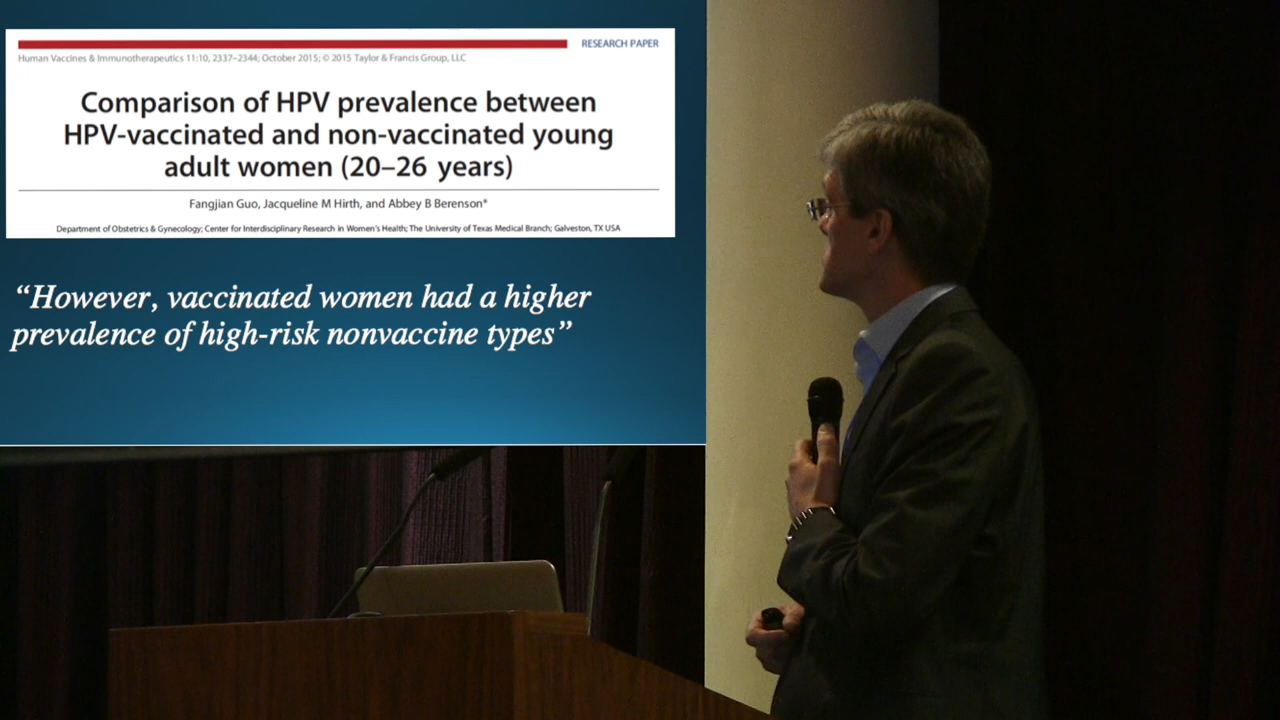 RESEARCH PAPER
Human Vaccines & Immunotherapeutics 11:10, 2337–2344; October 2015; © 2015 Taylor & Francis Group, LLC
Comparison of HPV prevalence between
HPV-vaccinated and non-vaccinated young
adult women (20–26 years)
Fangjian Guo, Jacqueline M Hirth, and Abbey B Berenson*
Department of Obstetrics & Gynecology; Center for Interdisciplinary Research in Women's Health; The University of Texas Medical Branch; Galveston, TX USA
“However, vaccinated women had a higher
prevalence of high-risk nonvaccine types”